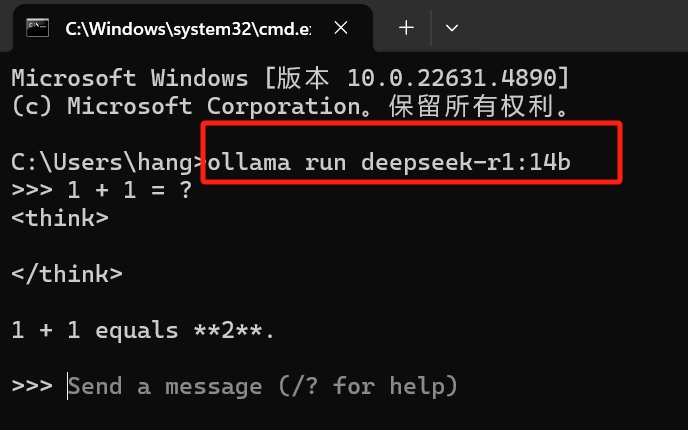 C:\Windows\system32\cmd.e
Microsoft Windows [版本 10.0.22631.4890]
(c) Microsoft Corporation。保留所有权利。
C:\Users\hang>ollama run deepseek-r1:14b
>>> 1 + 1 = ?
<think>
</think>
1 + 1 equals **2**.
>>> Send a message (/? for help)